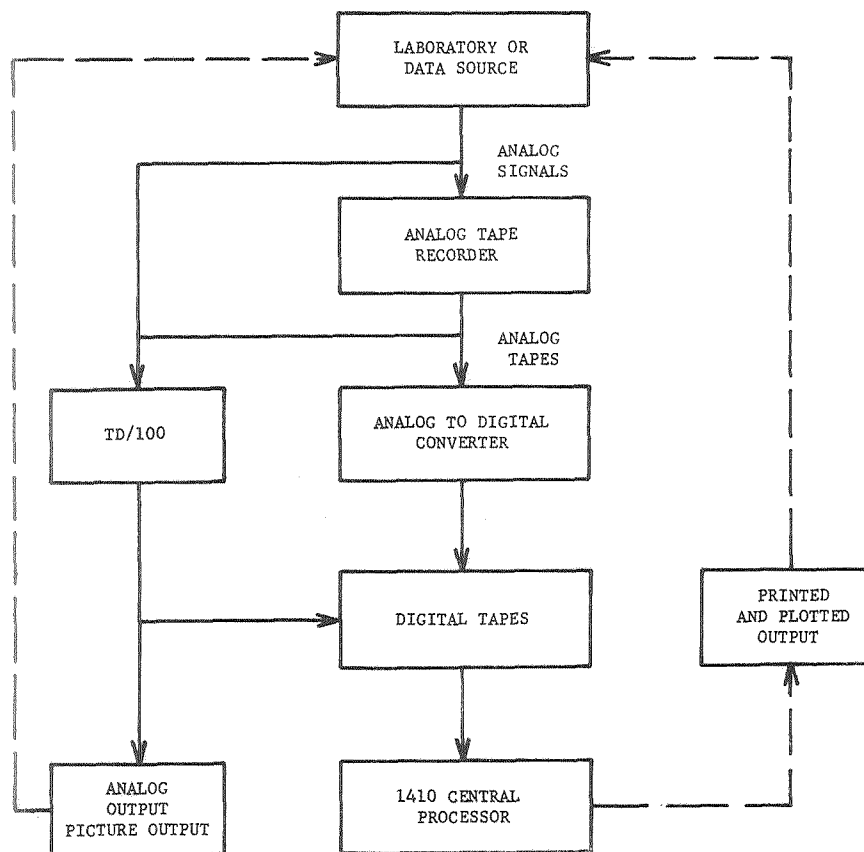 LABORATORY OR
DATA SOURCE
ANALOG
SIGNALS
ANALOG TAPE
RECORDER
ANALOG
TAPES
TD/100
ANALOG TO DIGITAL
CONVERTER
DIGITAL TAPES
PRINTED
AND PLOTTED
OUTPUT
ANALOG
OUTPUT
PICTURE OUTPUT
1410 CENTRAL
PROCESSOR